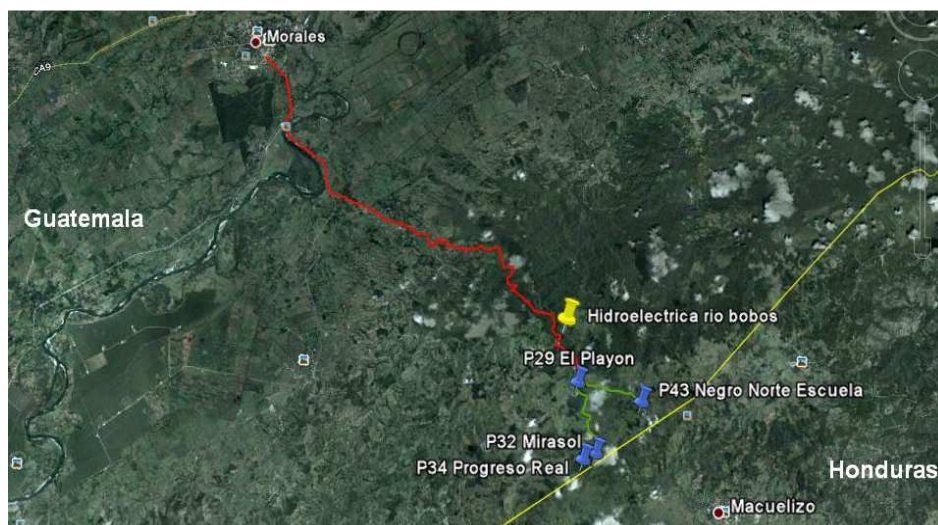 Morales
CA9
Guatemala
Hidroelectrica rio bobos
P29 El Playon
P43 Negro Norte Escuela
P32 Mirasol
P34 Progreso Real
Honduras
Macuelizo